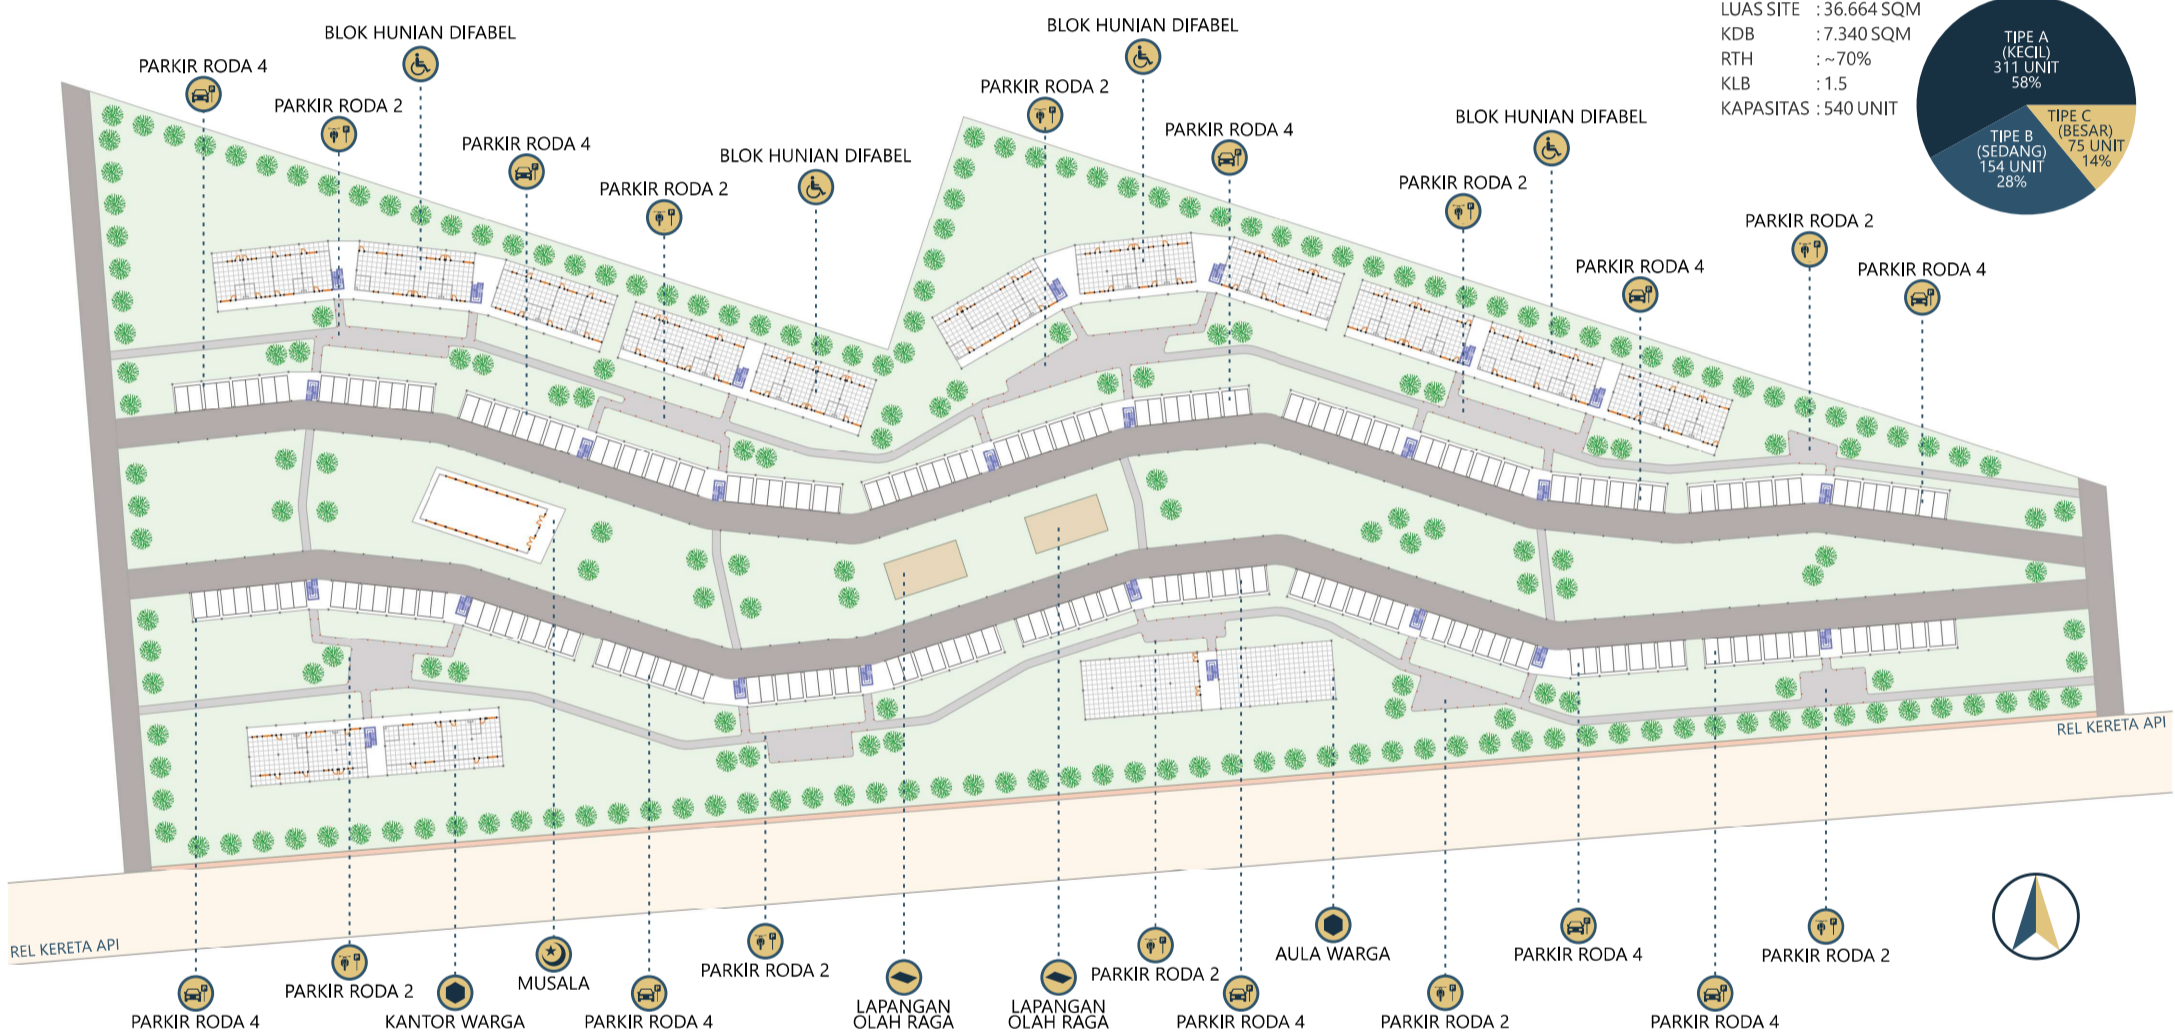 LUAS SITE : 36.664 SQM
KDB : 7.340 SQM
RTH : ~70%
KLB : 1.5
KAPASITAS : 540 UNIT
TIPE A
(KECIL)
311 UNIT
58%
TIPE C
(BESAR)
75 UNIT
14%
TIPE B
(SEDANG)
154 UNIT
28%
PARKIR RODA 4
BLOK HUNIAN DIFABEL
PARKIR RODA 2
PARKIR RODA 4
BLOK HUNIAN DIFABEL
PARKIR RODA 2
BLOK HUNIAN DIFABEL
PARKIR RODA 2
PARKIR RODA 4
BLOK HUNIAN DIFABEL
PARKIR RODA 2
PARKIR RODA 4
PARKIR RODA 2
PARKIR RODA 4
REL KERETA API
REL KERETA API
PARKIR RODA 4
PARKIR RODA 2
KANTOR WARGA
MUSALA
PARKIR RODA 4
PARKIR RODA 2
LAPANGAN
OLAH RAGA
LAPANGAN
OLAH RAGA
PARKIR RODA 2
PARKIR RODA 4
AULA WARGA
PARKIR RODA 2
PARKIR RODA 4
PARKIR RODA 4
PARKIR RODA 2